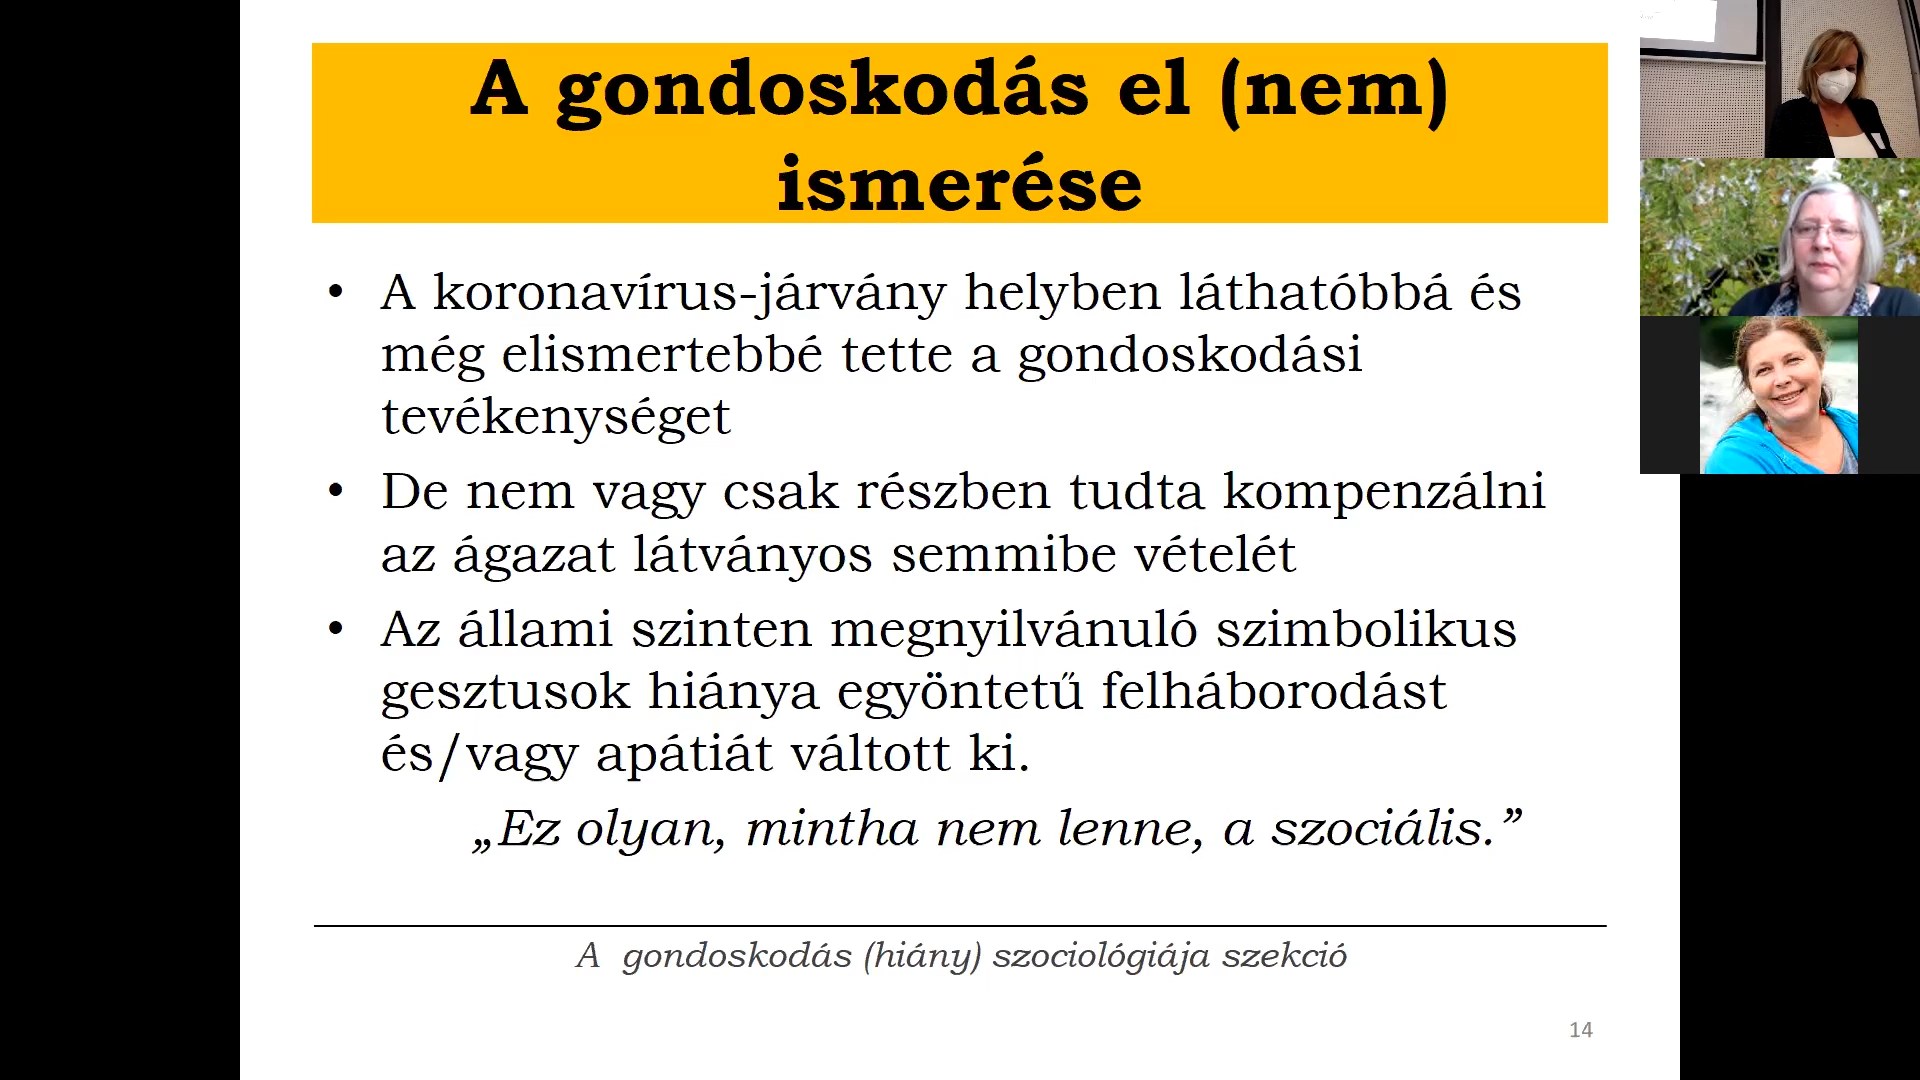 A gondoskodás el (nem)
ismerése
• A koronavírus-járvány helyben láthatóbbá és
még elismertebbé tette a gondoskodási
tevékenységet
• De nem vagy csak részben tudta kompenzálni
az ágazat látványos semmibe vételét
• Az állami szinten megnyilvánuló szimbolikus
gesztusok hiánya egyöntetű felháborodást
és/vagy apátiát váltott ki.
„Ez olyan, mintha nem lenne, a szociális.”
A gondoskodás (hiány) szociológiája szekció
14